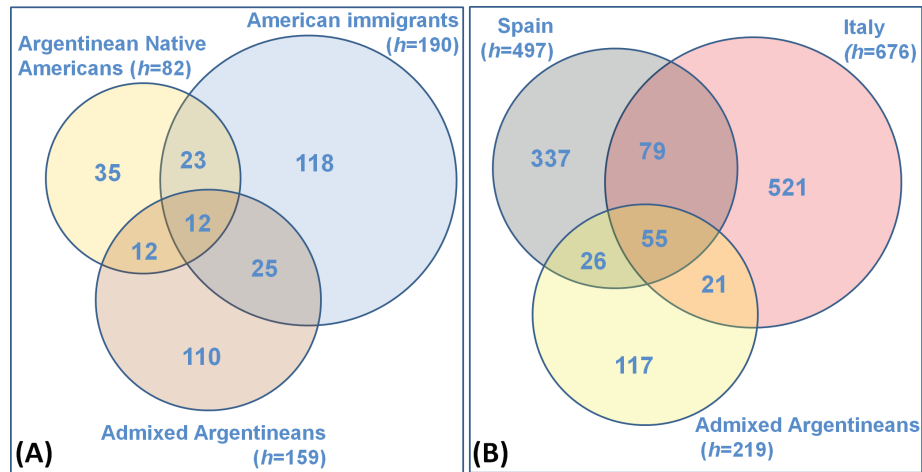 American immigrants
(h=190)
Argentinean Native
Americans (h=82)
35
23
118
12
12
25
110
Admixed Argentineans
(h=159)
(A)
Spain
(h=497)
Italy
(h=676)
337
79
521
55
26
21
117
Admixed Argentineans
(h=219)
(B)